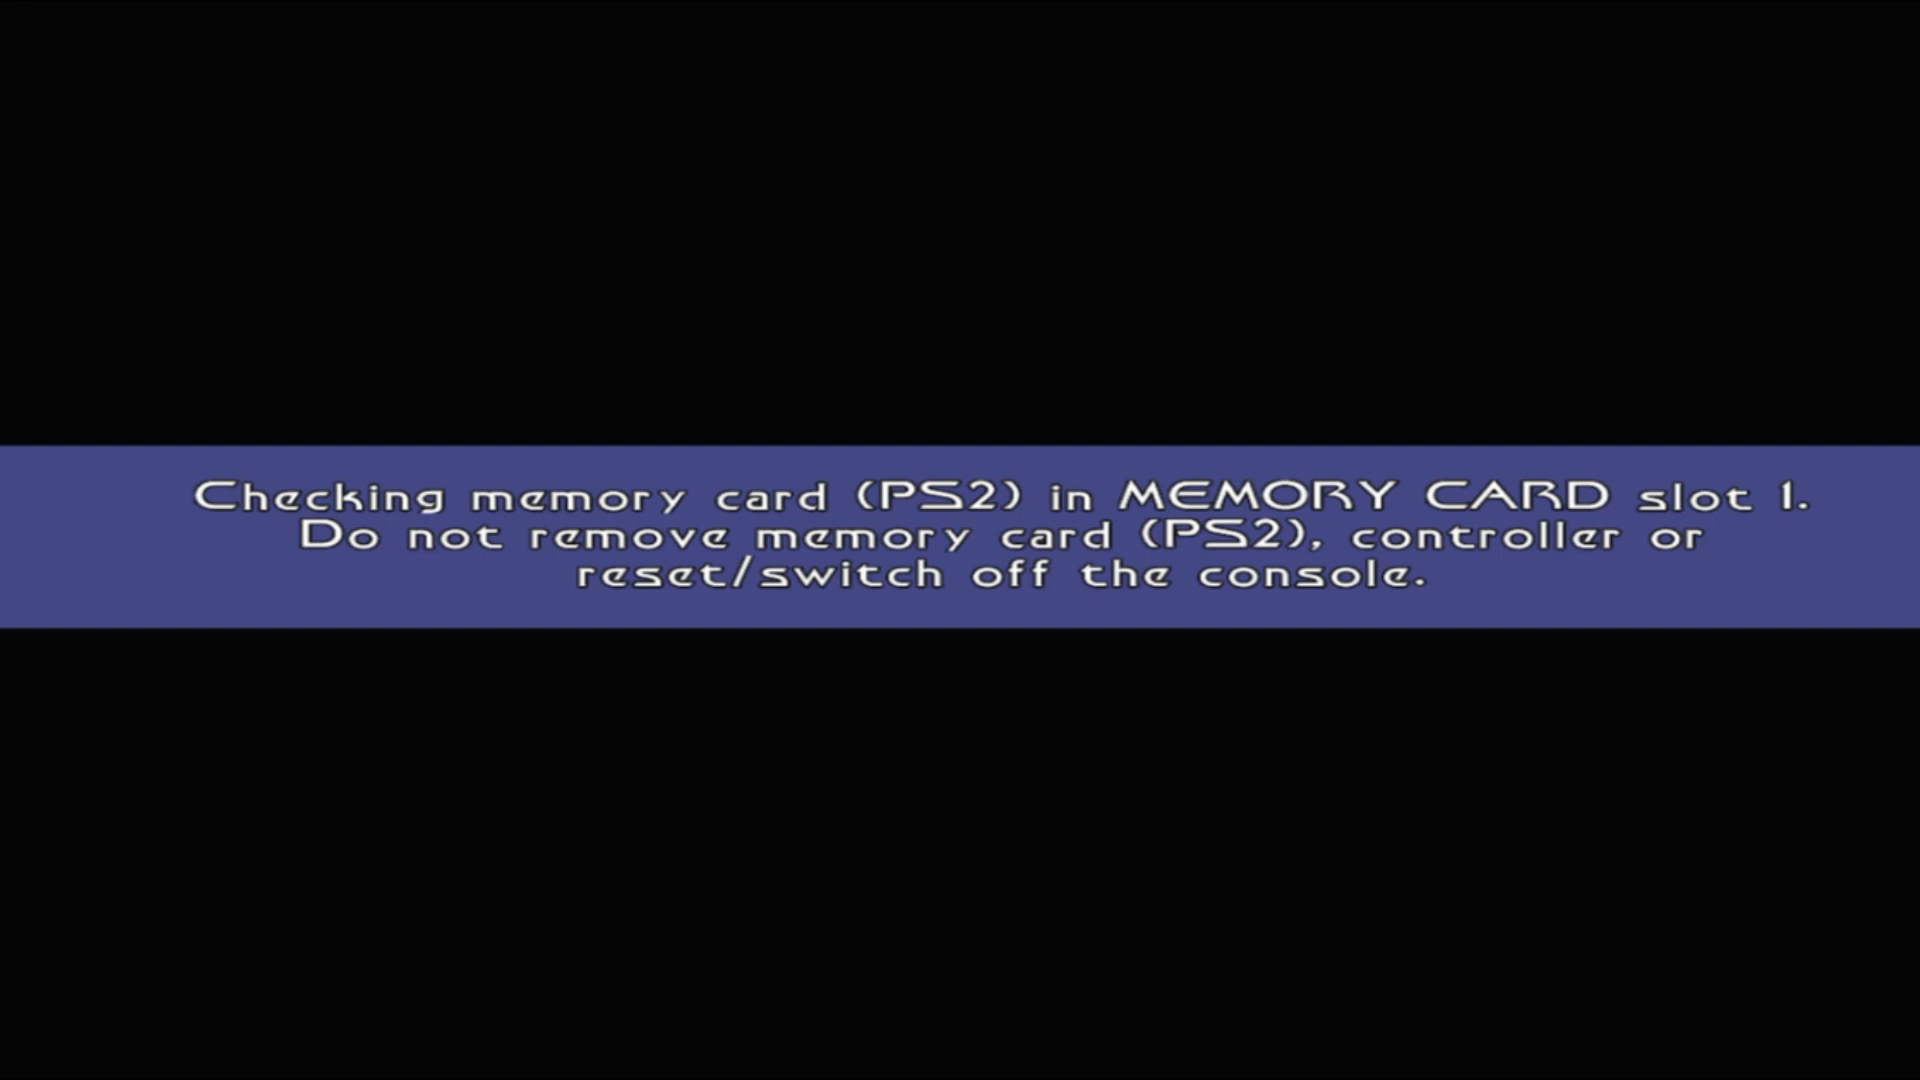 Checking memory card (PS2) in MEMORY CARD slot 1.
Do not remove memory card (PS2), controller or
reset/switch off the console.